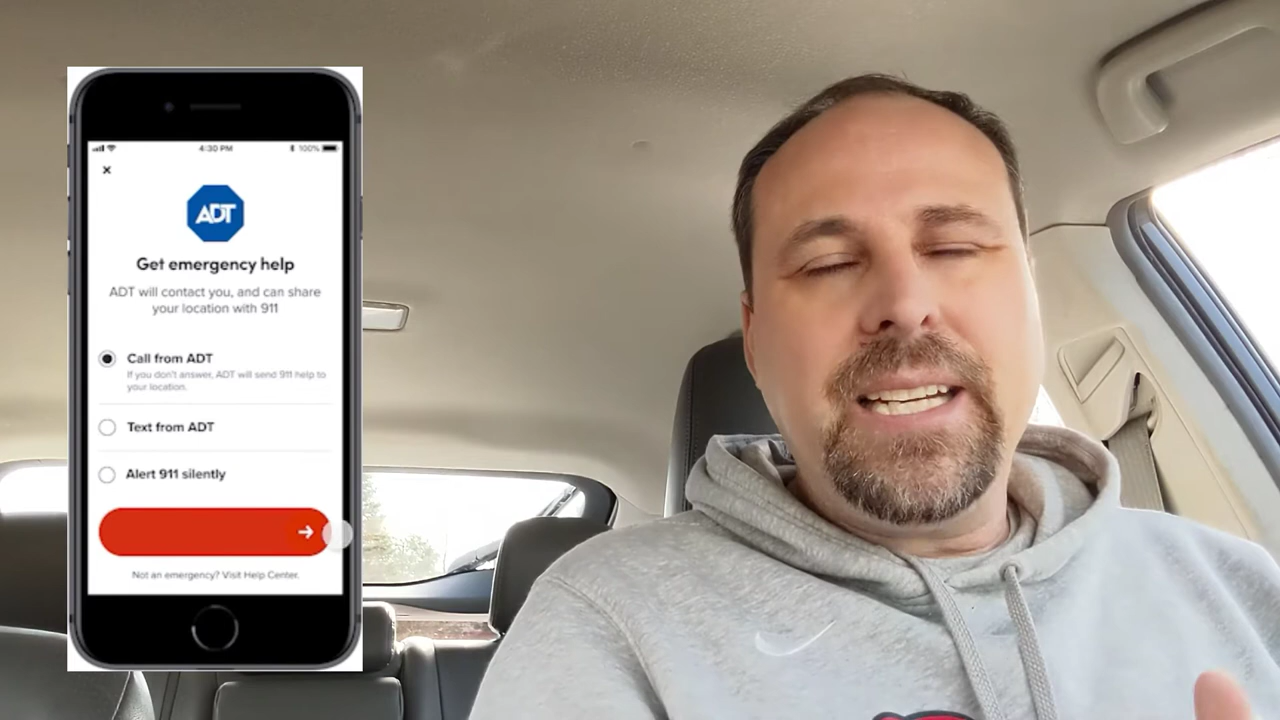 4:30 PM
100%
ADT
Get emergency help
ADT will contact you, and can share
your location with 911
Call from ADT
If you don't answer, ADT will send 911 help to
your location.
Text from ADT
Alert 911 silently
Not an emergency? Visit Help Center.